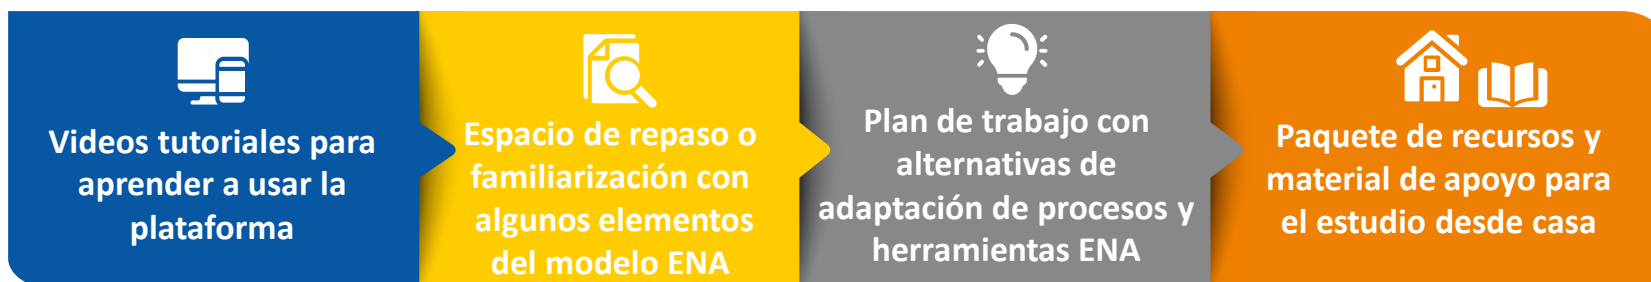 Videos tutoriales para
aprender a usar la
plataforma
Espacio de repaso o
familiarización con
algunos elementos
del modelo ENA
Plan de trabajo con
alternativas de
adaptación de procesos y
herramientas ENA
Paquete de recursos y
material de apoyo para
el estudio desde casa